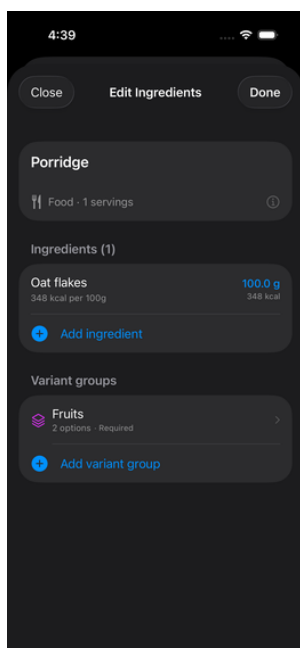 4:39
Close Edit Ingredients Done
Porridge
Food · 1 servings
Ingredients (1)
Oat flakes 100.0 g
348 kcal per 100g 348 kcal
Add ingredient
Variant groups
Fruits
2 options · Required
Add variant group